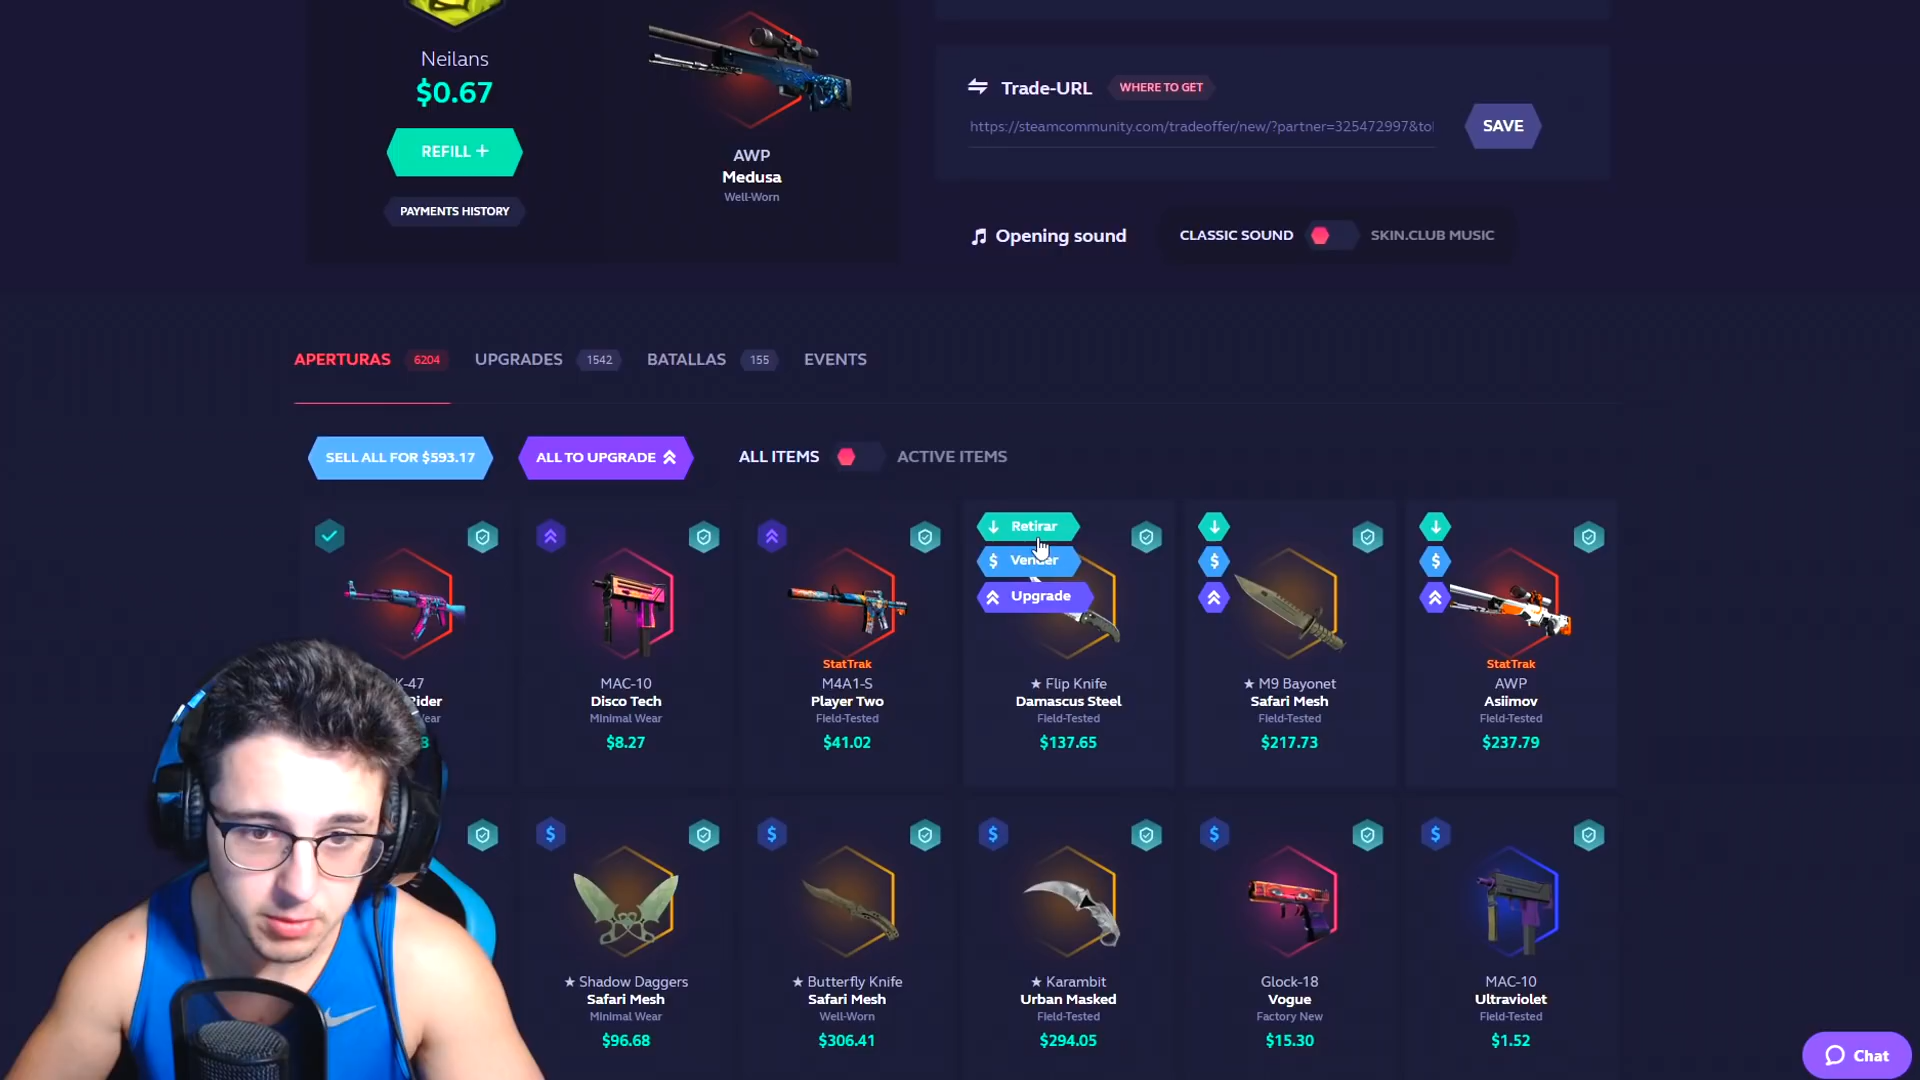 Neilans
$0.67
REFILL +
PAYMENTS HISTORY
AWP
Medusa
Well-Worn
Trade-URL WHERE TO GET
https://steamcommunity.com/tradeoffer/new/?partner=325472997&to
SAVE
Opening sound CLASSIC SOUND SKIN.CLUB MUSIC
APERTURAS 6204 UPGRADES 1542 BATALLAS 155 EVENTS
SELL ALL FOR $593.17 ALL TO UPGRADE ALL ITEMS ACTIVE ITEMS
Retirar
$ Vender $ $
Upgrade
StatTrak StatTrak
K-47 MAC-10 M4A1-S ★ Flip Knife ★ M9 Bayonet AWP
Rider Disco Tech Player Two Damascus Steel Safari Mesh Asiimov
ear Minimal Wear Field-Tested Field-Tested Field-Tested Field-Tested
3 $8.27 $41.02 $137.65 $217.73 $237.79
$ $ $ $ $
★ Shadow Daggers ★ Butterfly Knife ★ Karambit Glock-18 MAC-10
Safari Mesh Safari Mesh Urban Masked Vogue Ultraviolet
Minimal Wear Well-Worn Field-Tested Factory New Field-Tested
$96.68 $306.41 $294.05 $15.30 $1.52
Chat